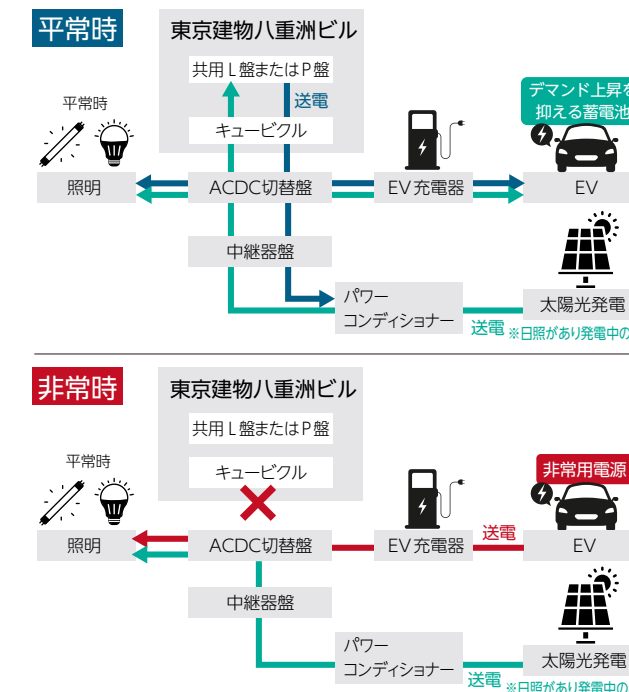 平常時
東京建物八重洲ビル
共用L盤またはP盤
送電
平常時
キュービクル
デマンド上昇を
抑える蓄電池
照明
ACDC切替盤
EV充電器
EV
中継器盤
パワー
コンディショナー
太陽光発電
送電
※日照があり発電中の
非常時
東京建物八重洲ビル
共用L盤またはP盤
平常時
キュービクル
非常用電源
照明
ACDC切替盤
EV充電器
送電
EV
中継器盤
パワー
コンディショナー
太陽光発電
送電
※日照があり発電中の